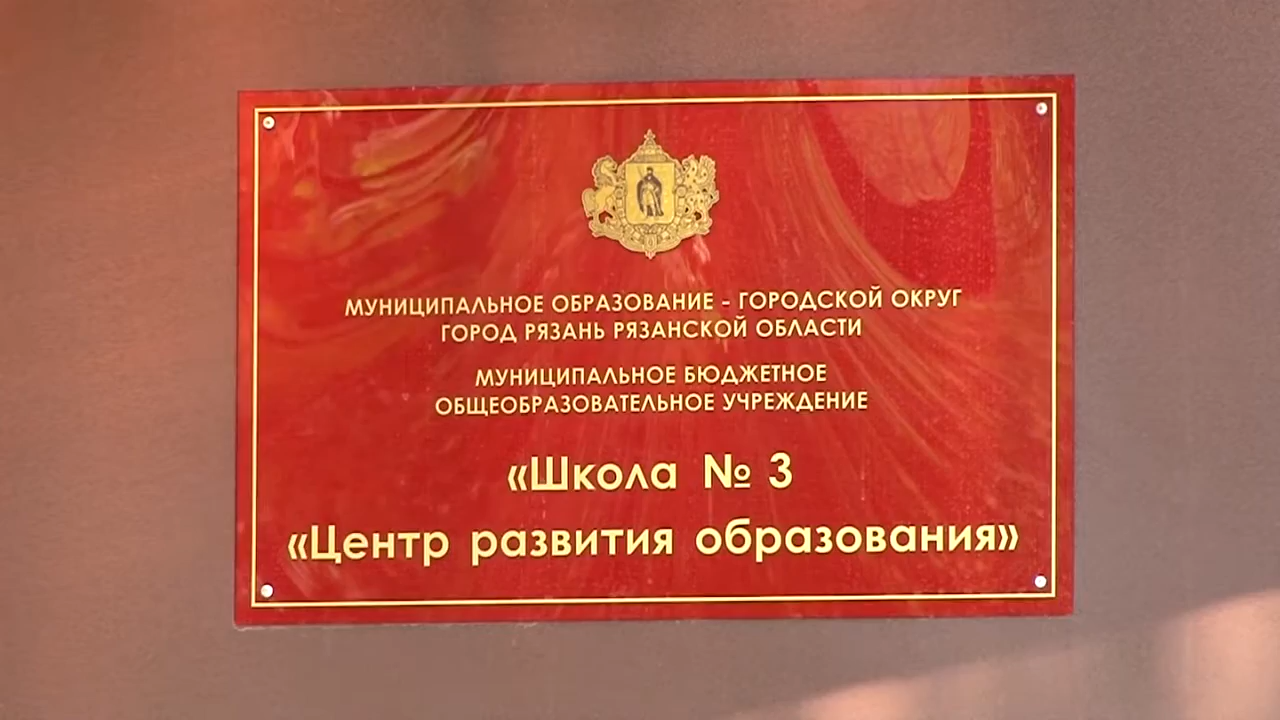 МУНИЦИПАЛЬНОЕ ОБРАЗОВАНИЕ - ГОРОДСКОЙ ОКРУГ
ГОРОД РЯЗАНЬ РЯЗАНСКОЙ ОБЛАСТИ
МУНИЦИПАЛЬНОЕ БЮДЖЕТНОЕ
ОБЩЕОБРАЗОВАТЕЛЬНОЕ УЧРЕЖДЕНИЕ
«Школа № 3
«Центр развития образования»